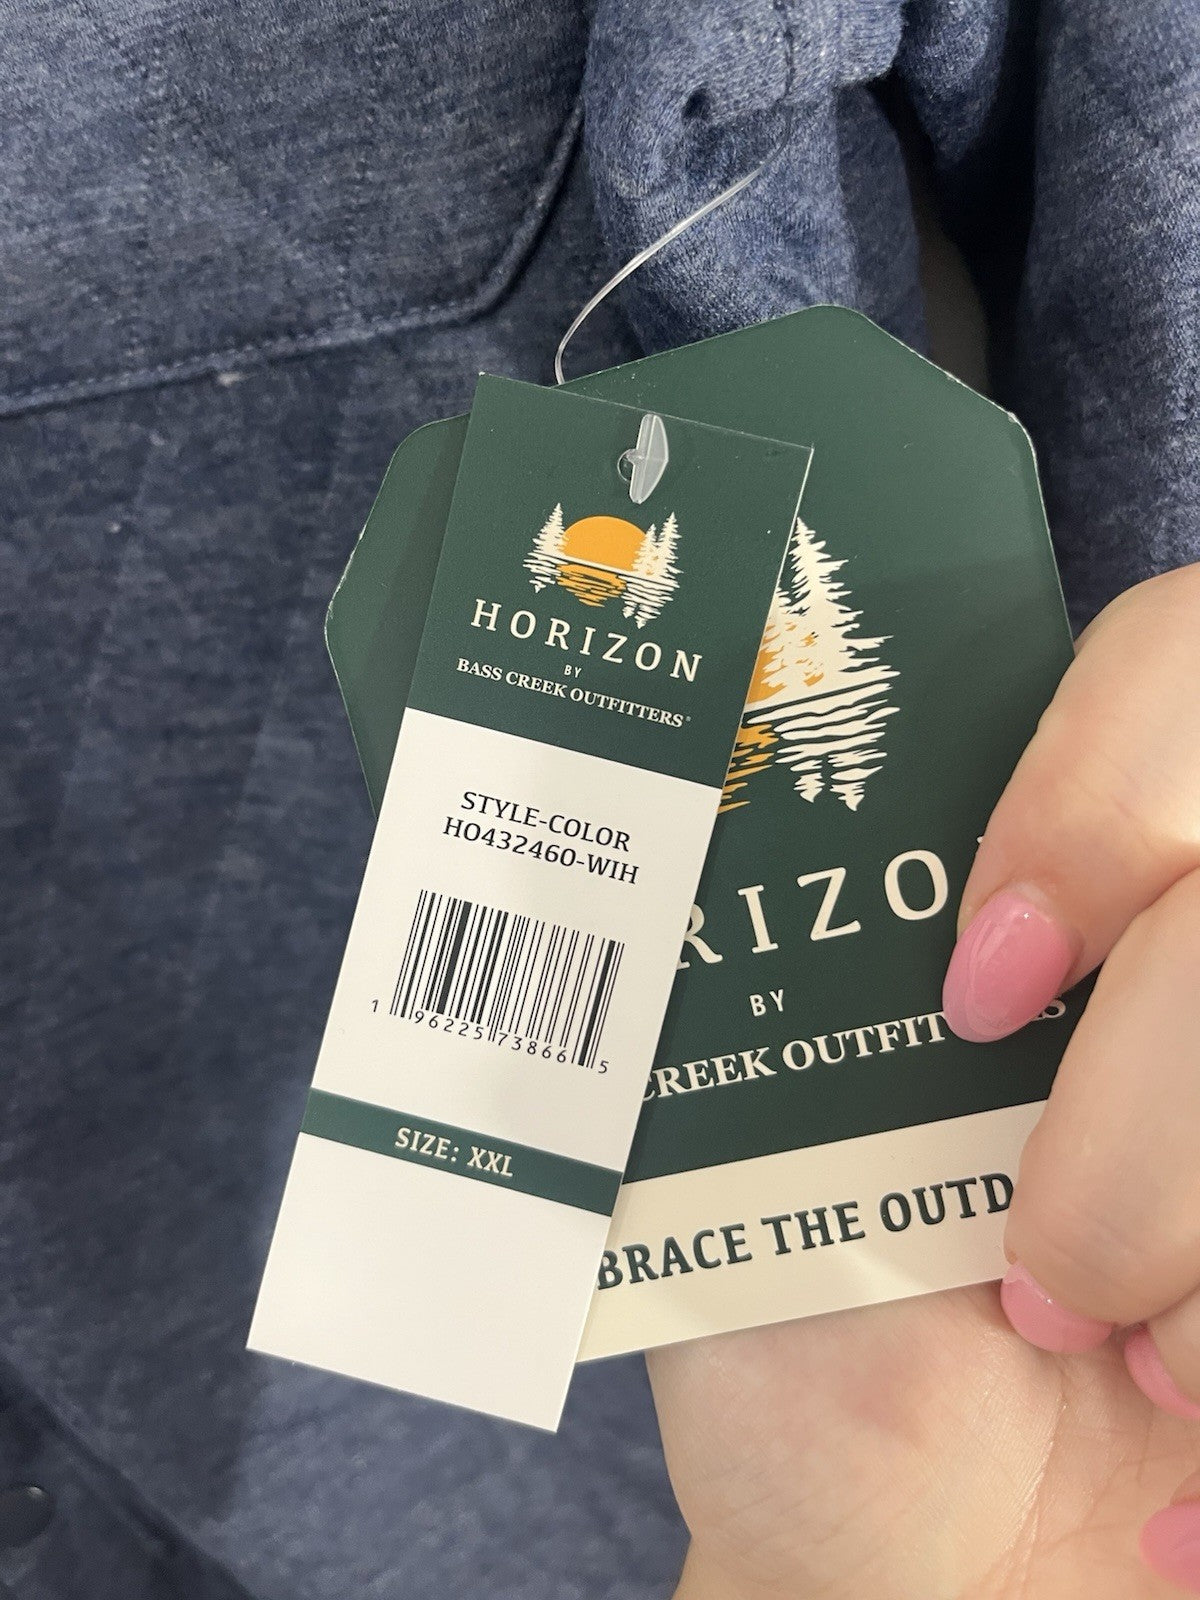 HORIZON
BY
BASS CREEK OUTFITTERS®
STYLE-COLOR
HO432460-WIH
1 96225 73866 5
SIZE: XXL
RIZO
BY
CREEK OUTFIT RS
BRACE THE OUTD